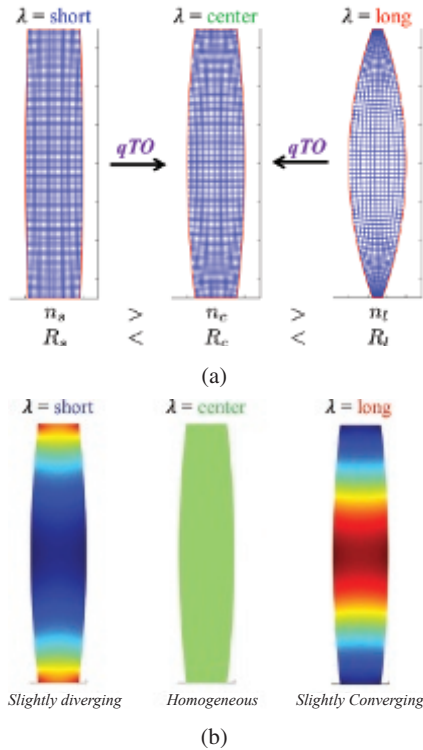 λ = short λ = center λ = long
qTO qTO
n_s > n_c > n_l
R_s < R_c < R_l
(a)
λ = short λ = center λ = long
Slightly diverging Homogeneous Slightly Converging
(b)